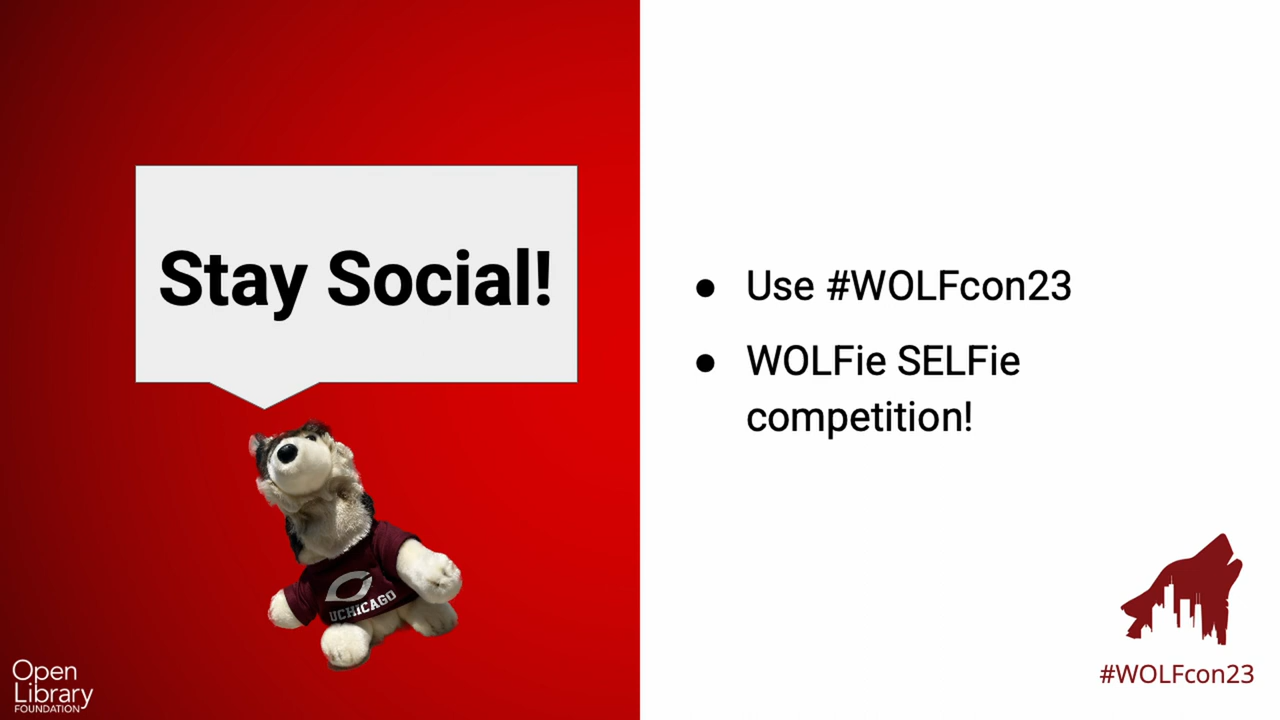 Stay Social!
Use #WOLFcon23
WOLFie SELFie
competition!
UCHICAGO
Open
Library
FOUNDATION
#WOLFcon23